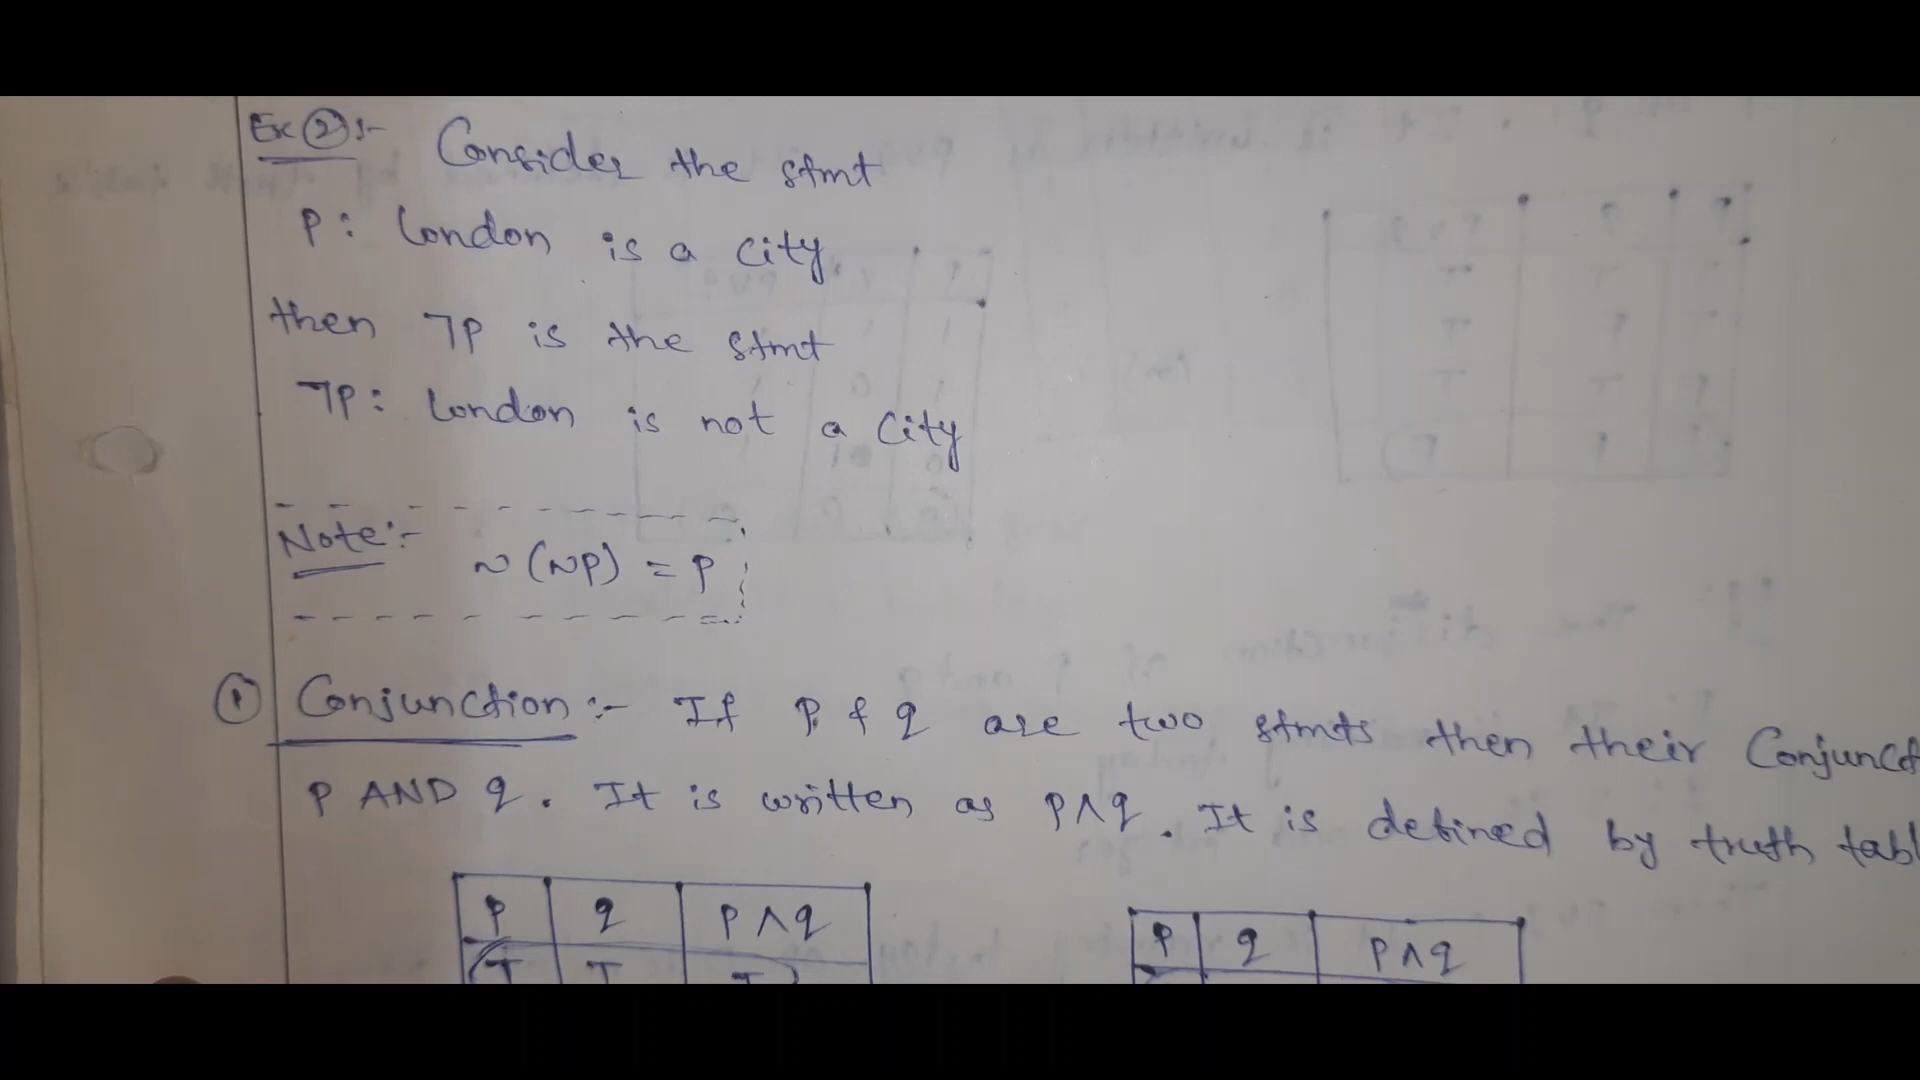 Ex ② :- Consider the stmt
P: London is a city
then ¬P is the stmt
¬P: London is not a city
Note:- ~(~P) = P
① Conjunction :- If P & q are two stmts then their Conjunct
P AND q. It is written as P∧q. It is defined by truth tabl
P q P∧q P q P∧q
T T T